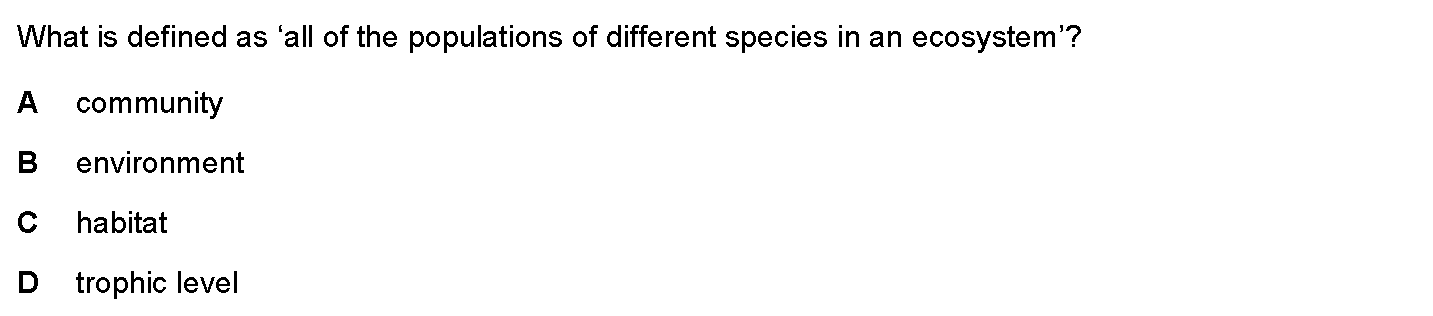 What is defined as ‘all of the populations of different species in an ecosystem’?
A community
B environment
C habitat
D trophic level